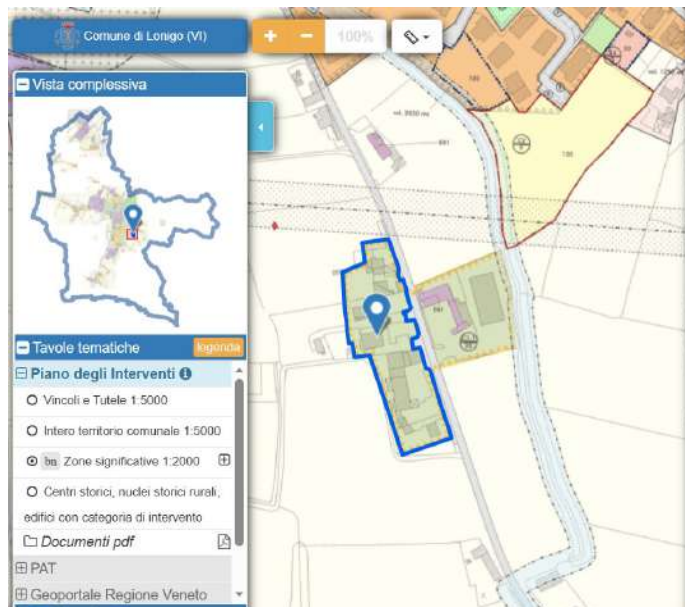 Comune di Lonigo (VI)
100%
Vista complessiva
Tavole tematiche
legenda
Piano degli Interventi
Vincoli e Tutele 1:5000
Intero territorio comunale 1:5000
bn Zone significative 1:2000
Centri storici, nuclei storici rurali,
edifici con categoria di intervento
Documenti pdf
PAT
Geoportale Regione Veneto